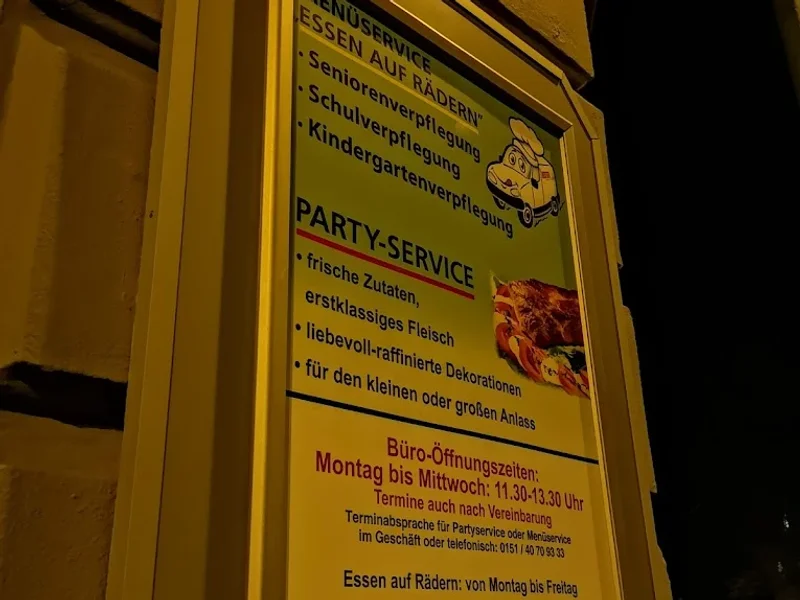 MENÜSERVICE
„ESSEN AUF RÄDERN"
• Seniorenverpflegung
• Schulverpflegung
• Kindergartenverpflegung
PARTY-SERVICE
• frische Zutaten,
erstklassiges Fleisch
• liebevoll-raffinierte Dekorationen
• für den kleinen oder großen Anlass
Büro-Öffnungszeiten:
Montag bis Mittwoch: 11.30-13.30 Uhr
Termine auch nach Vereinbarung
Terminabsprache für Partyservice oder Menüservice
im Geschäft oder telefonisch: 0151 / 40 70 93 33
Essen auf Rädern: von Montag bis Freitag